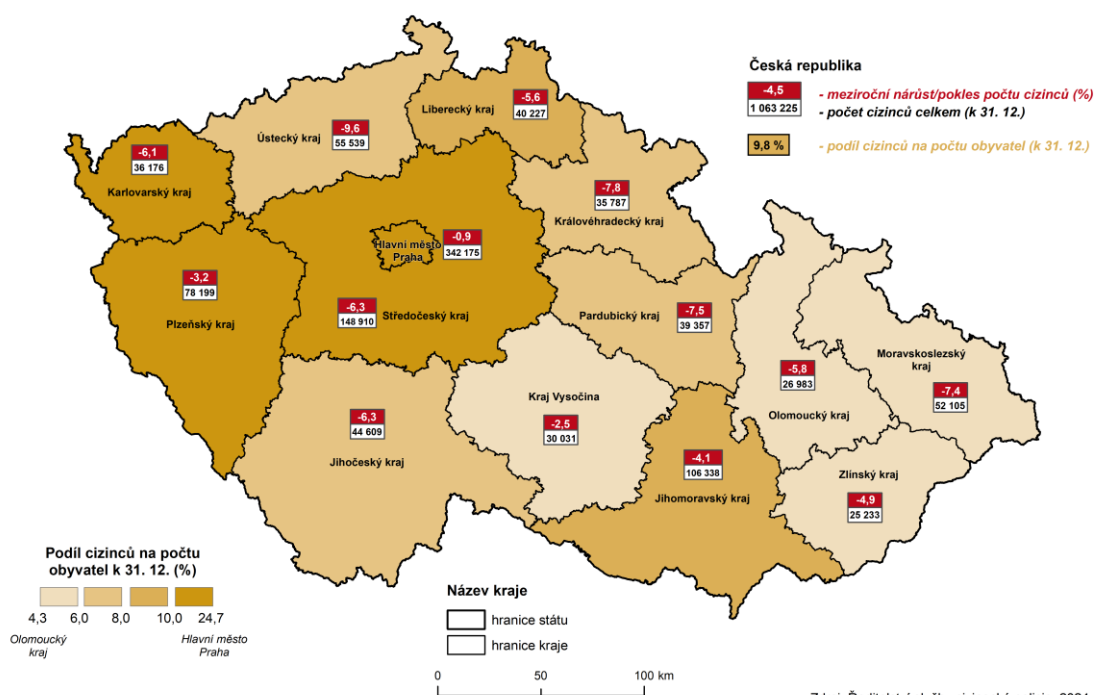 Česká republika
-4,5
1 063 225
- meziroční nárůst/pokles počtu cizinců (%)
- počet cizinců celkem (k 31. 12.)
9,8 %
- podíl cizinců na počtu obyvatel (k 31. 12.)
-5,6
40 227
Liberecký kraj
-9,6
55 539
Ústecký kraj
-6,1
36 176
Karlovarský kraj
-7,8
35 787
Královéhradecký kraj
-0,9
342 175
Hlavní město
Praha
-3,2
78 199
Plzeňský kraj
-6,3
148 910
Středočeský kraj
Pardubický kraj
-7,5
39 357
Moravskoslezský
kraj
-7,4
52 105
-5,8
26 983
Olomoucký kraj
Kraj Vysočina
-2,5
30 031
-6,3
44 609
Jihočeský kraj
-4,1
106 338
Jihomoravský kraj
Zlínský kraj
-4,9
25 233
Podíl cizinců na počtu
obyvatel k 31. 12. (%)
4,3 6,0 8,0 10,0 24,7
Olomoucký
kraj
Hlavní město
Praha
Název kraje
hranice státu
hranice kraje
0 50 100 km